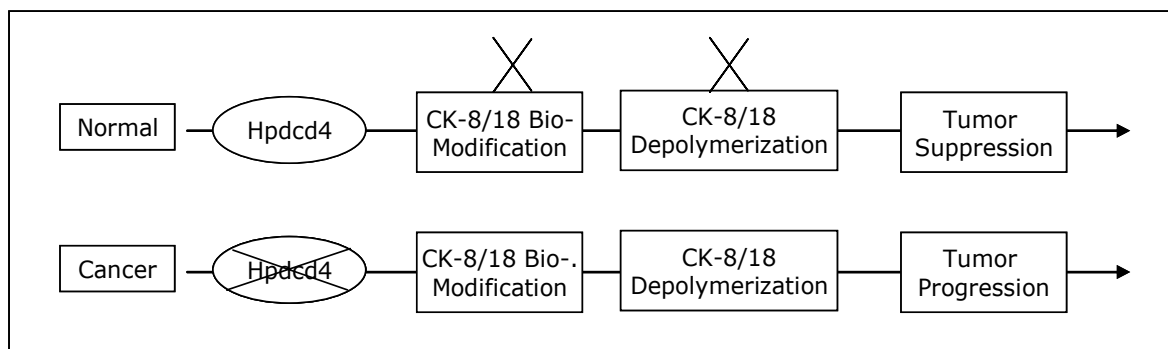 Normal
Hpdcd4
CK-8/18 Bio-
Modification
CK-8/18
Depolymerization
Tumor
Suppression
Cancer
Hpdcd4
CK-8/18 Bio-.
Modification
CK-8/18
Depolymerization
Tumor
Progression